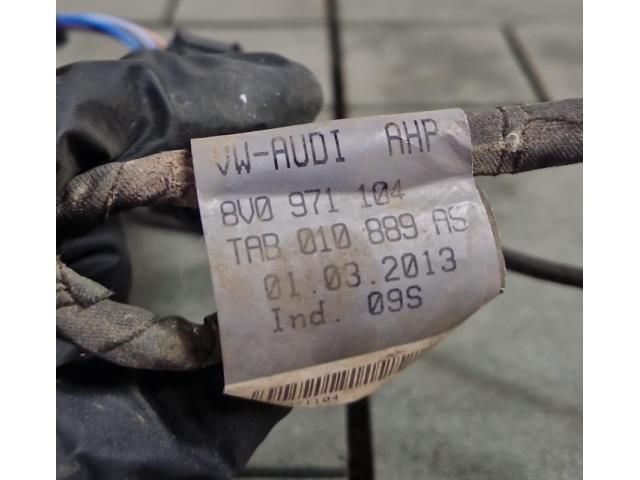 VW-AUDI AHP
8V0 971 104
TAB 010 889 AS
01.03.2013
Ind. 09S